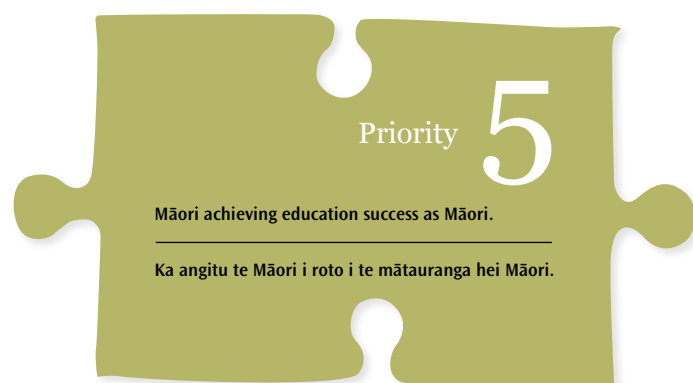 Priority 5
Māori achieving education success as Māori.
Ka angitu te Māori i roto i te mātauranga hei Māori.